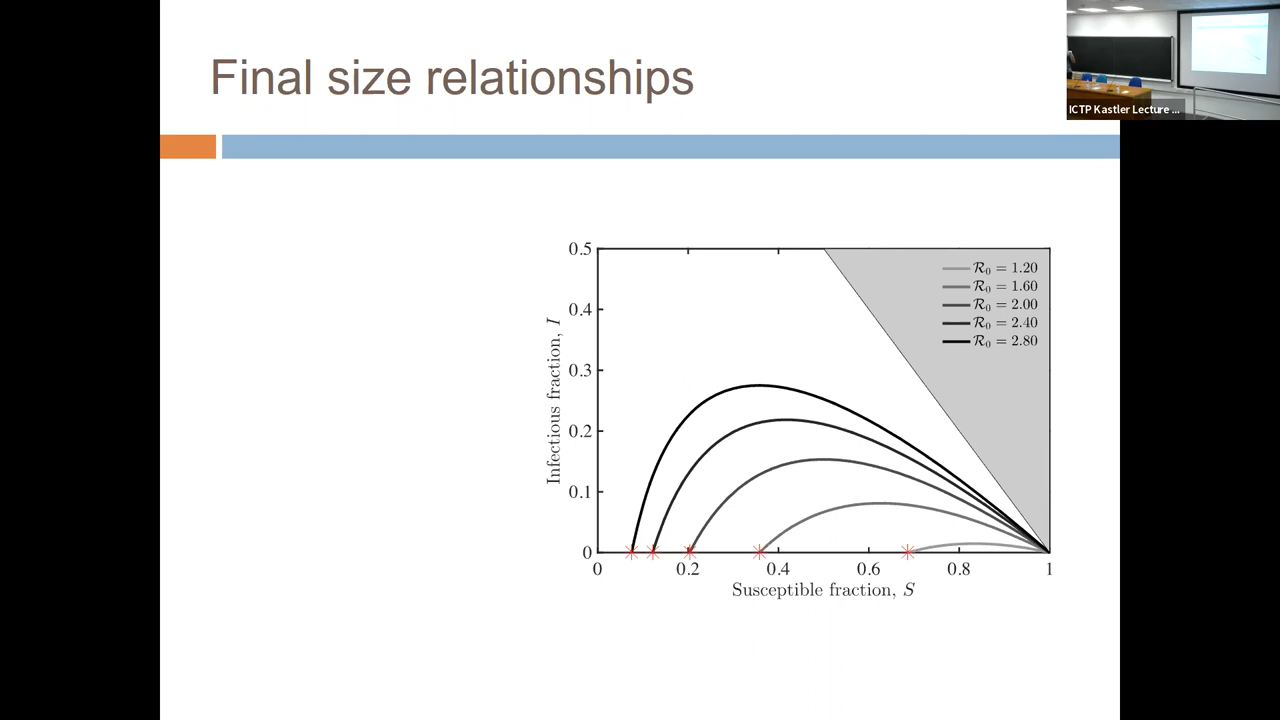 Final size relationships
ICTP Kastler Lecture ...
0.5
0.4
0.3
0.2
0.1
0
Infectious fraction, I
R₀ = 1.20
R₀ = 1.60
R₀ = 2.00
R₀ = 2.40
R₀ = 2.80
0 0.2 0.4 0.6 0.8 1
Susceptible fraction, S